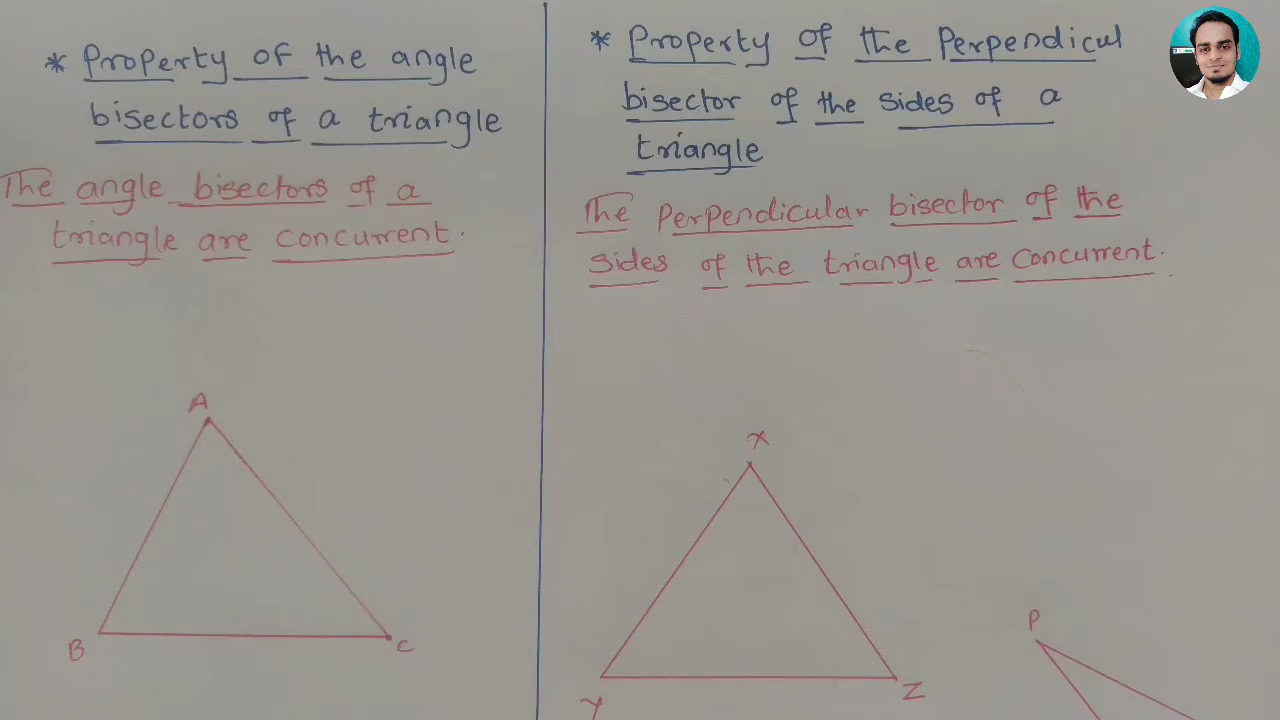 * Property of the angle
bisectors of a triangle
The angle bisectors of a
triangle are concurrent.
A
B
C
* Property of the Perpendicul
bisector of the sides of a
triangle
The perpendicular bisector of the
sides of the triangle are concurrent.
X
Y
Z
P